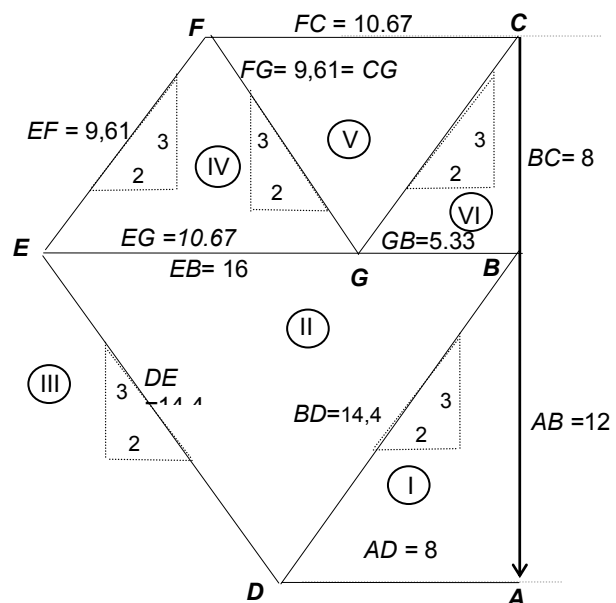 FC = 10.67
F
C
FG= 9,61= CG
EF = 9,61
3
2
IV
3
2
V
3
2
BC= 8
VI
EG =10.67
GB=5.33
E
EB= 16
G
B
II
III
3
2
DE
=14,4
BD=14,4
3
2
AB =12
I
AD = 8
D
A